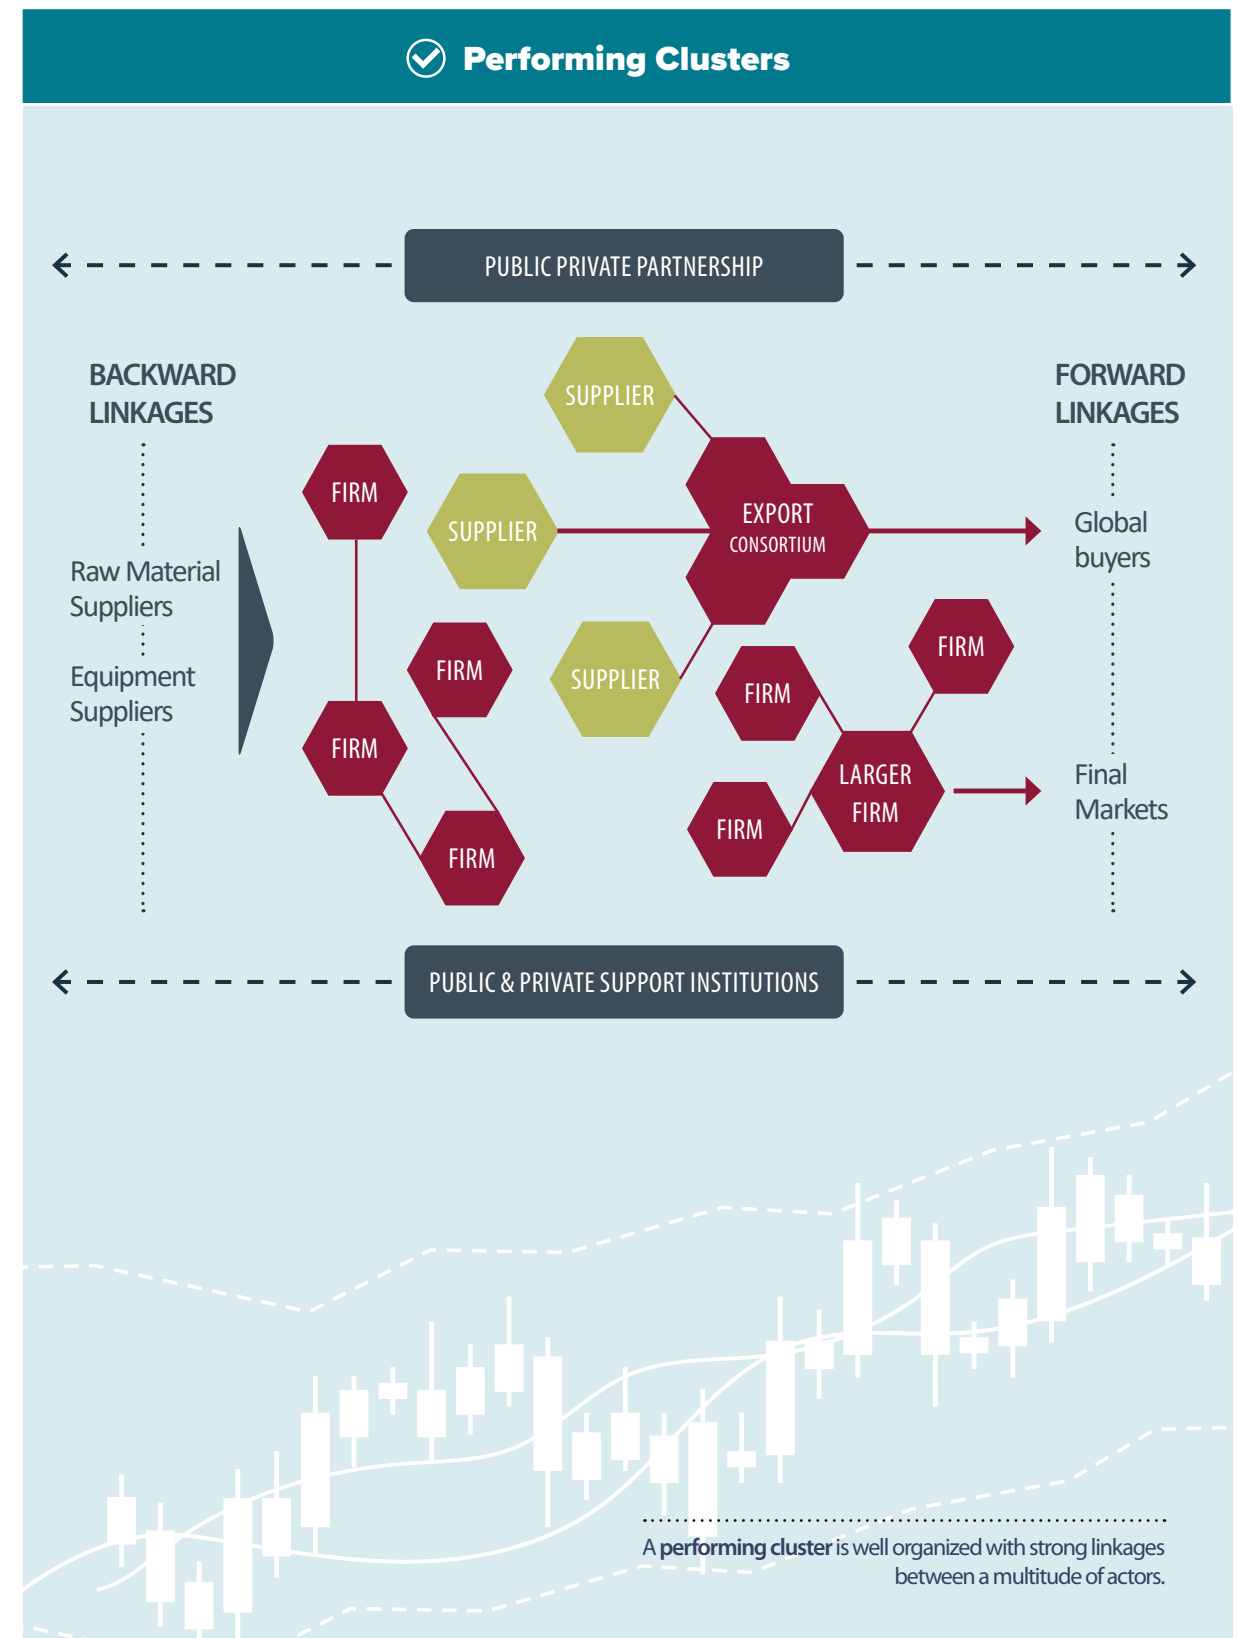 Performing Clusters
PUBLIC PRIVATE PARTNERSHIP
BACKWARD
LINKAGES
Raw Material
Suppliers
Equipment
Suppliers
FIRM
FIRM
FIRM
FIRM
SUPPLIER
SUPPLIER
SUPPLIER
EXPORT
CONSORTIUM
FIRM
FIRM
FIRM
LARGER
FIRM
FORWARD
LINKAGES
Global
buyers
Final
Markets
PUBLIC & PRIVATE SUPPORT INSTITUTIONS
A performing cluster is well organized with strong linkages
between a multitude of actors.